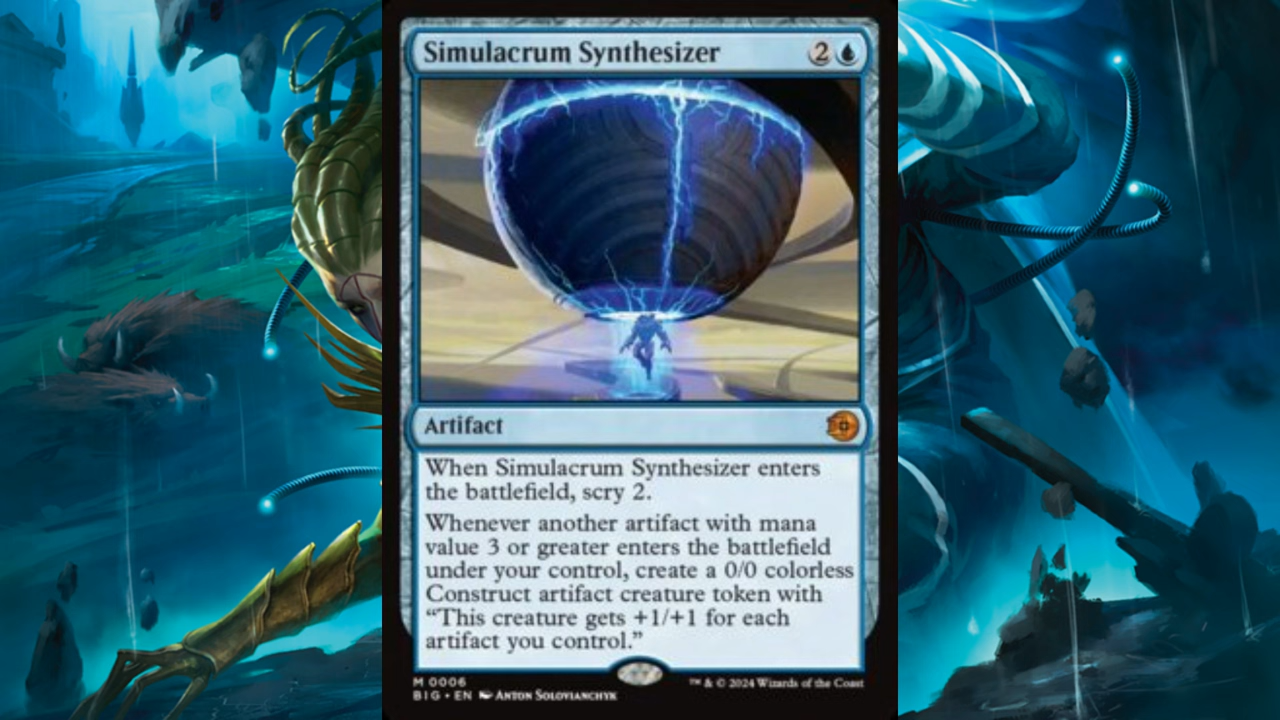 Simulacrum Synthesizer 2
Artifact
When Simulacrum Synthesizer enters
the battlefield, scry 2.
Whenever another artifact with mana
value 3 or greater enters the battlefield
under your control, create a 0/0 colorless
Construct artifact creature token with
“This creature gets +1/+1 for each
artifact you control.”
M 0006
BIG • EN Anton Solovianchyk
™ & © 2024 Wizards of the Coast